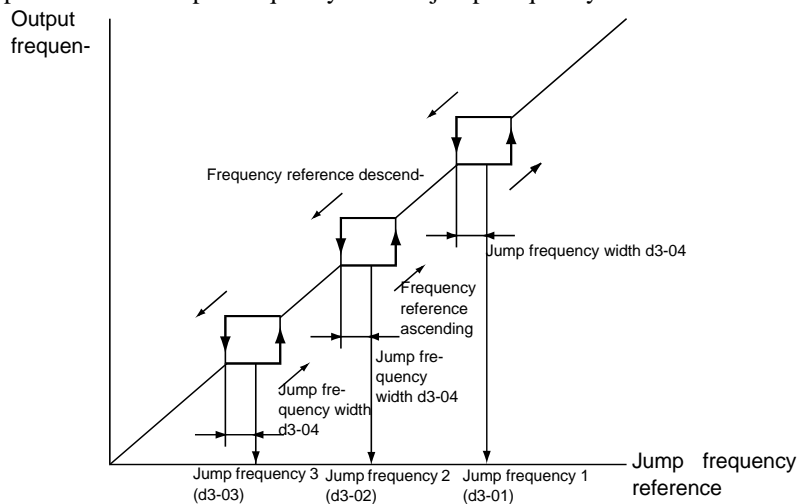 Output
frequen-
Frequency reference descend-
Jump frequency width d3-04
Frequency
reference
ascending
Jump fre-
quency
width d3-04
Jump fre-
quency width
d3-04
Jump frequency 3
(d3-03)
Jump frequency 2
(d3-02)
Jump frequency 1
(d3-01)
Jump frequency
reference